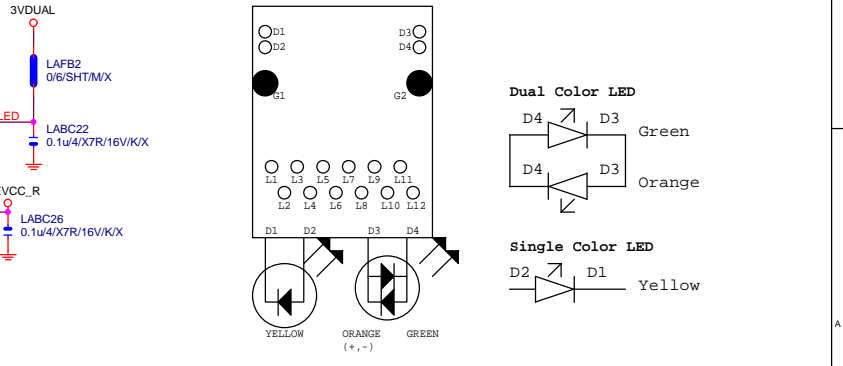 3VDUAL
LAFB2
0/6/SHT/M/X
LED
LABC22
0.1u/4/X7R/16V/K/X
VCC_R
LABC26
0.1u/4/X7R/16V/K/X
D1 D3
D2 D4
G1 G2
L1 L3 L5 L7 L9 L11
L2 L4 L6 L8 L10 L12
D1 D2 D3 D4
YELLOW ORANGE GREEN
(+,-)
Dual Color LED
D4 D3
Green
D4 D3
Orange
Single Color LED
D2 D1
Yellow
A